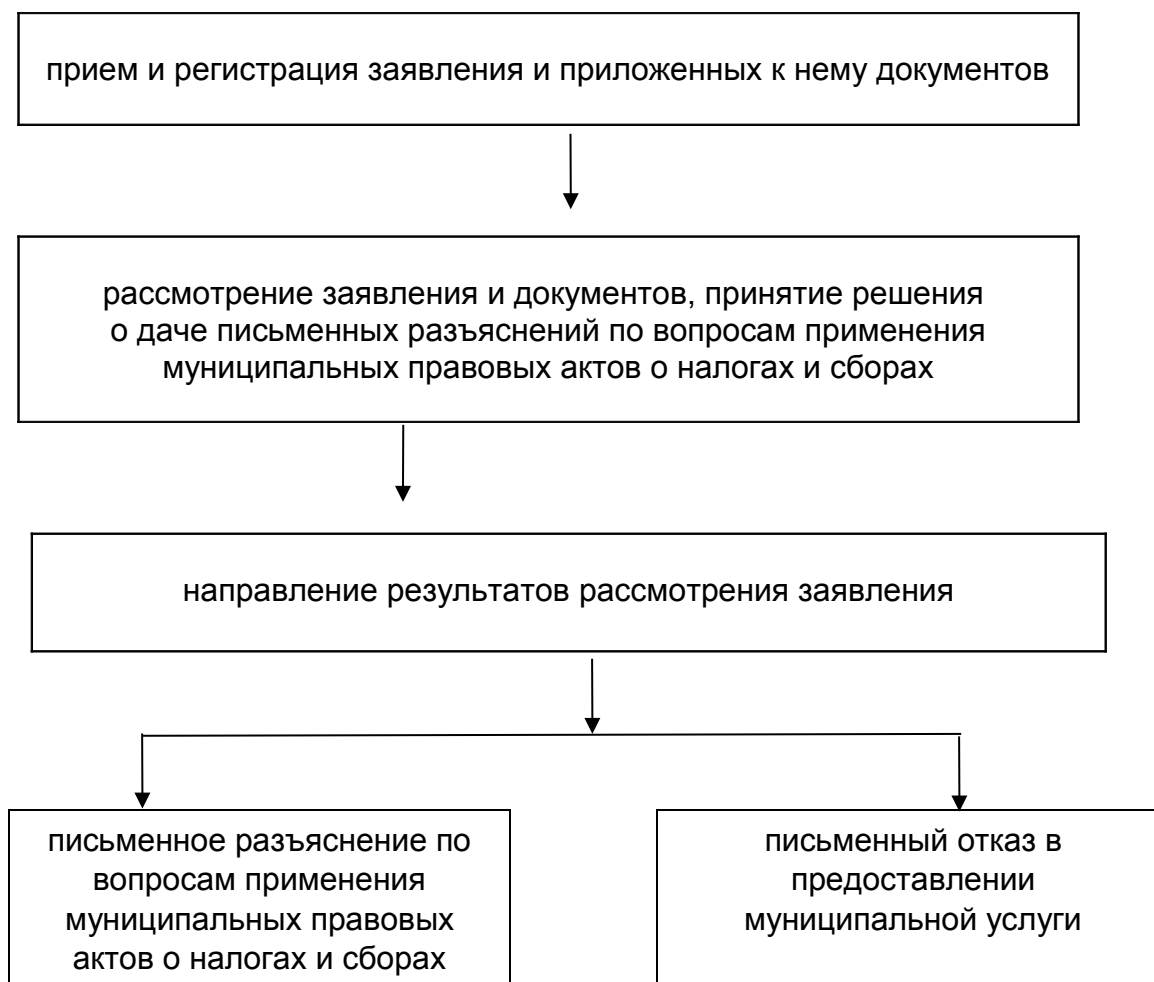 прием и регистрация заявления и приложенных к нему документов
рассмотрение заявления и документов, принятие решения
о даче письменных разъяснений по вопросам применения
муниципальных правовых актов о налогах и сборах
направление результатов рассмотрения заявления
письменное разъяснение по
вопросам применения
муниципальных правовых
актов о налогах и сборах
письменный отказ в
предоставлении
муниципальной услуги